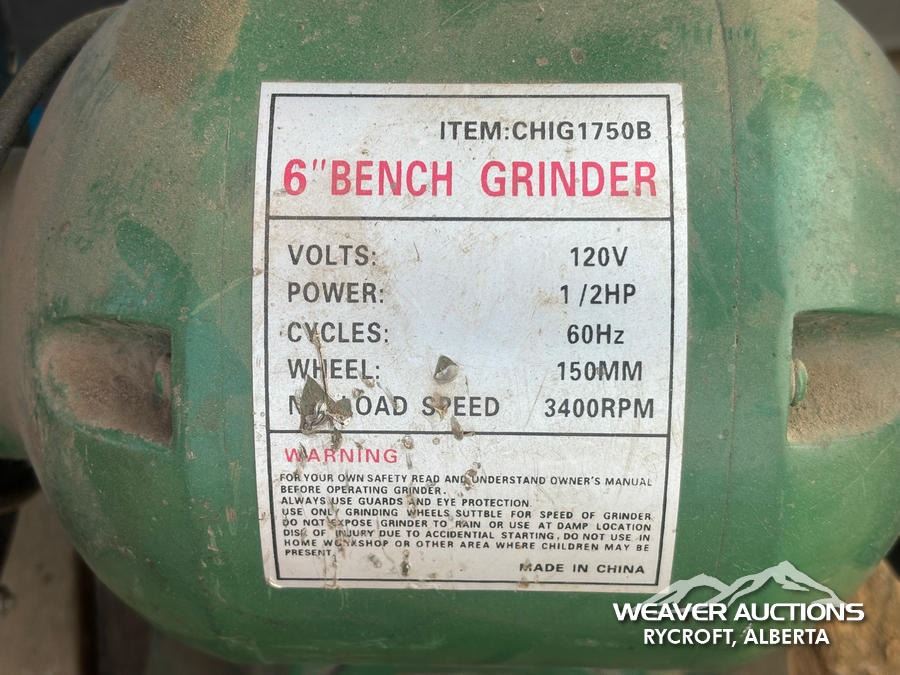 ITEM:CHIG1750B
6"BENCH GRINDER
VOLTS: 120V
POWER: 1/2HP
CYCLES: 60Hz
WHEEL: 150MM
SPEED 3400RPM
WARNING
FOR YOUR OWN SAFETY READ AND UNDERSTAND OWNER'S MANUAL
BEFORE OPERATING GRINDER.
ALWAYS USE GUARDS AND EYE PROTECTION.
USE ONLY GRINDING WHEELS SUTTBLE FOR SPEED OF GRINDER.
DO NOT EXPOSE GRINDER TO RAIN OR USE AT DAMP LOCATION
DISK OF INJURY DUE TO ACCIDENTIAL STARTING, DO NOT USE IN
HOME WORKSHOP OR OTHER AREA WHERE CHILDREN MAY BE
PRESENT.
MADE IN CHINA
WEAVER AUCTIONS
RYCROFT, ALBERTA